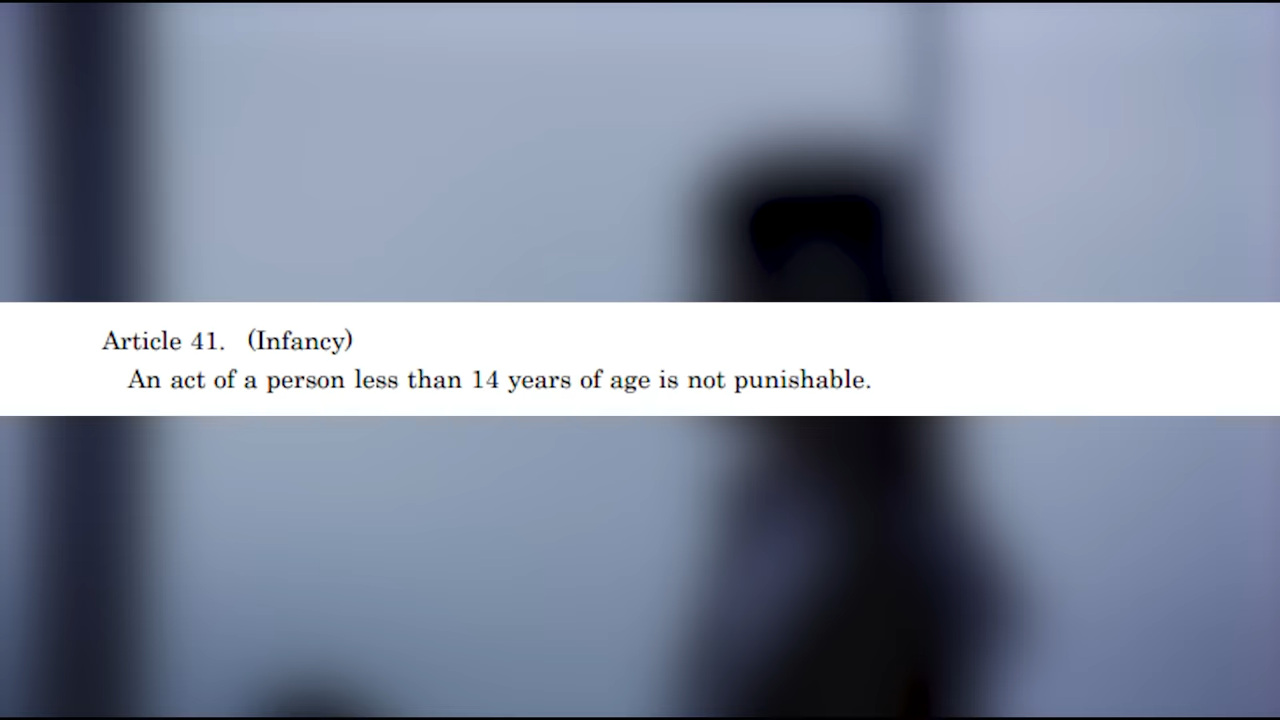 Article 41. (Infancy)
An act of a person less than 14 years of age is not punishable.